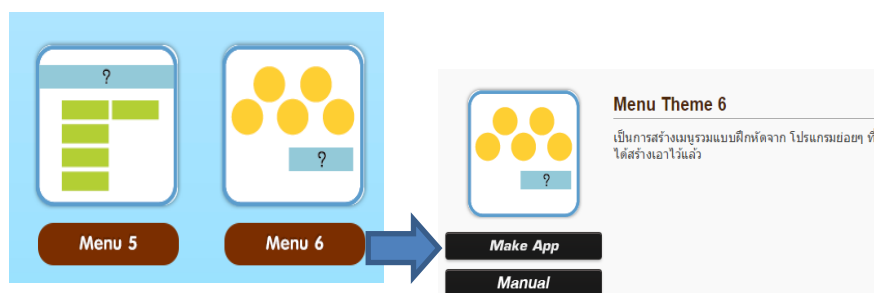 ?
?
Menu 5
Menu 6
?
Menu Theme 6
เป็นการสร้างเมนูรวมแบบฝึกหัดจาก โปรแกรมย่อยๆ ที่
ได้สร้างเอาไว้แล้ว
Make App
Manual